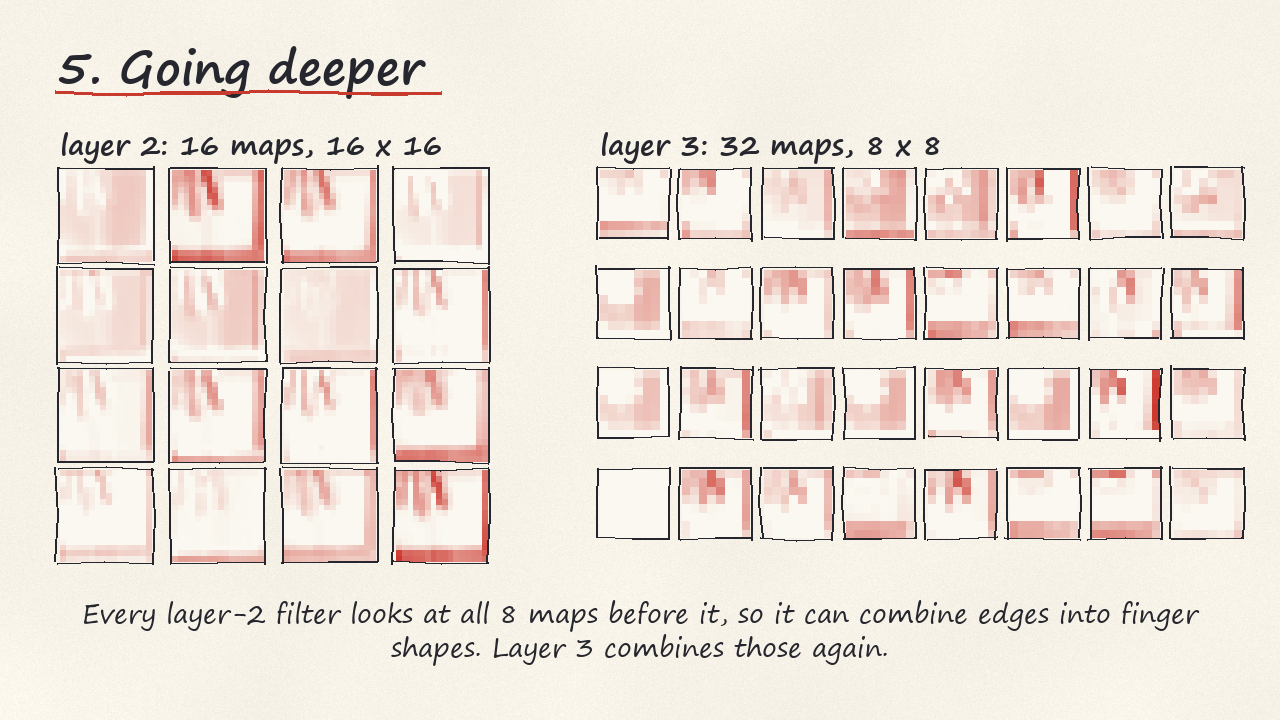 5. Going deeper
layer 2: 16 maps, 16 x 16
layer 3: 32 maps, 8 x 8
Every layer-2 filter looks at all 8 maps before it, so it can combine edges into finger
shapes. Layer 3 combines those again.